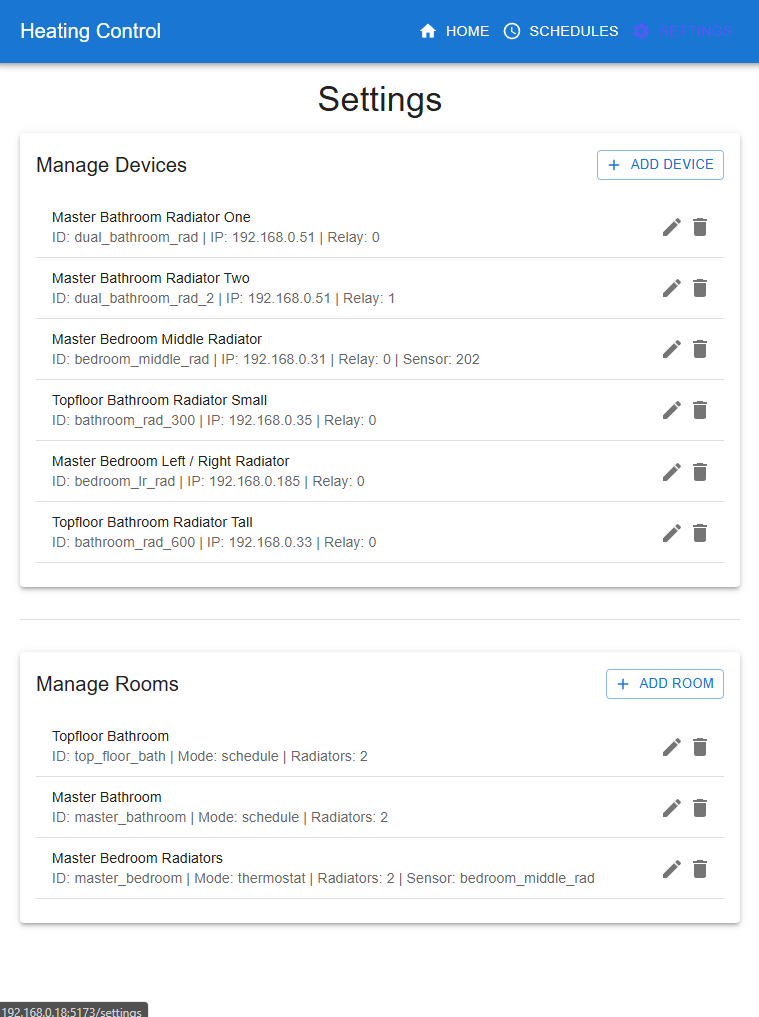 Heating Control
HOME
SCHEDULES
SETTINGS
Settings
Manage Devices
ADD DEVICE
Master Bathroom Radiator One
ID: dual_bathroom_rad | IP: 192.168.0.51 | Relay: 0
Master Bathroom Radiator Two
ID: dual_bathroom_rad_2 | IP: 192.168.0.51 | Relay: 1
Master Bedroom Middle Radiator
ID: bedroom_middle_rad | IP: 192.168.0.31 | Relay: 0 | Sensor: 202
Topfloor Bathroom Radiator Small
ID: bathroom_rad_300 | IP: 192.168.0.35 | Relay: 0
Master Bedroom Left / Right Radiator
ID: bedroom_lr_rad | IP: 192.168.0.185 | Relay: 0
Topfloor Bathroom Radiator Tall
ID: bathroom_rad_600 | IP: 192.168.0.33 | Relay: 0
Manage Rooms
ADD ROOM
Topfloor Bathroom
ID: top_floor_bath | Mode: schedule | Radiators: 2
Master Bathroom
ID: master_bathroom | Mode: schedule | Radiators: 2
Master Bedroom Radiators
ID: master_bedroom | Mode: thermostat | Radiators: 2 | Sensor: bedroom_middle_rad
192.168.0.18:5173/settings